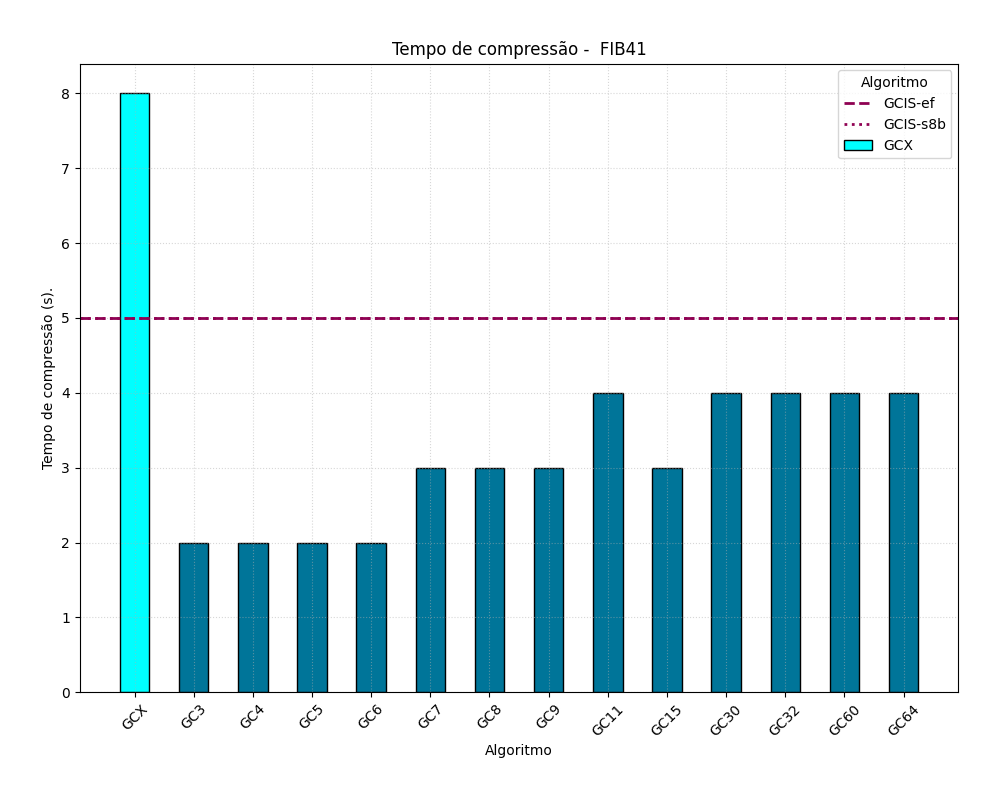 Tempo de compressão -  FIB41
Algoritmo
GCIS-ef
GCIS-s8b
GCX
Tempo de compressão (s).
8
7
6
5
4
3
2
1
0
GCX
GC3
GC4
GC5
GC6
GC7
GC8
GC9
GC11
GC15
GC30
GC32
GC60
GC64
Algoritmo